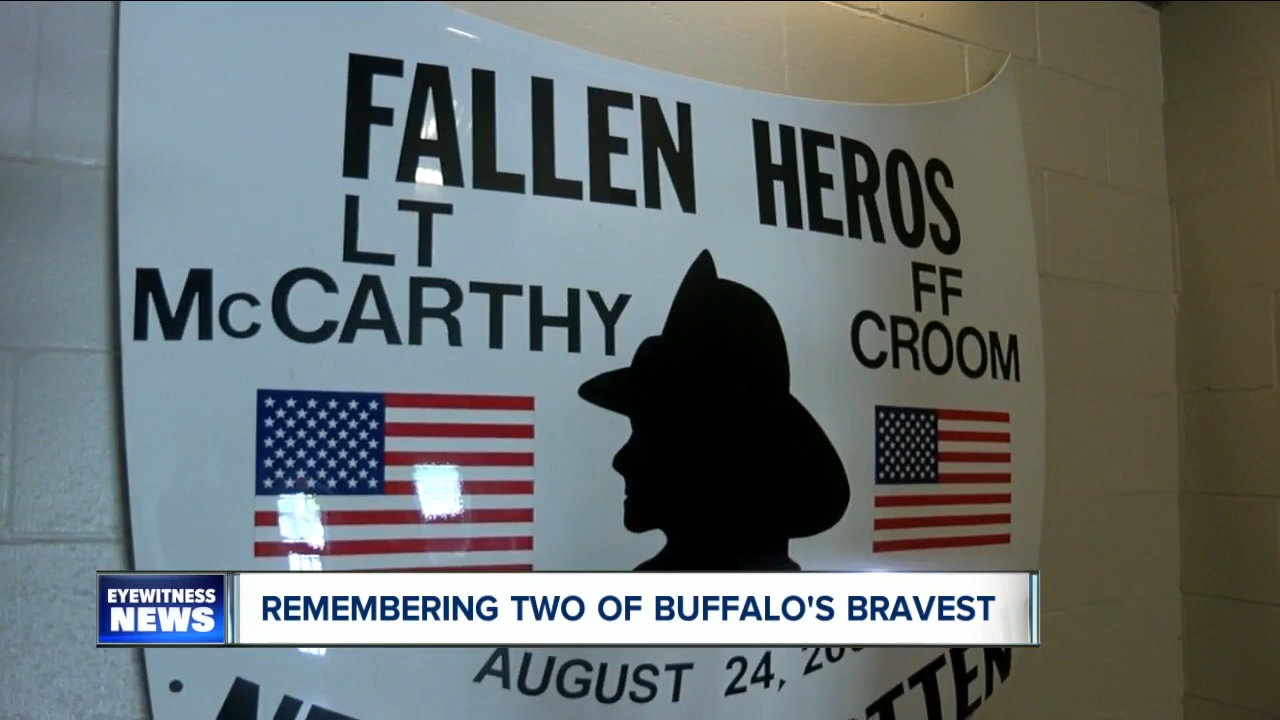 FALLEN HEROS
LT
McCARTHY
FF
CROOM
EYEWITNESS
NEWS
REMEMBERING TWO OF BUFFALO'S BRAVEST
AUGUST 24,